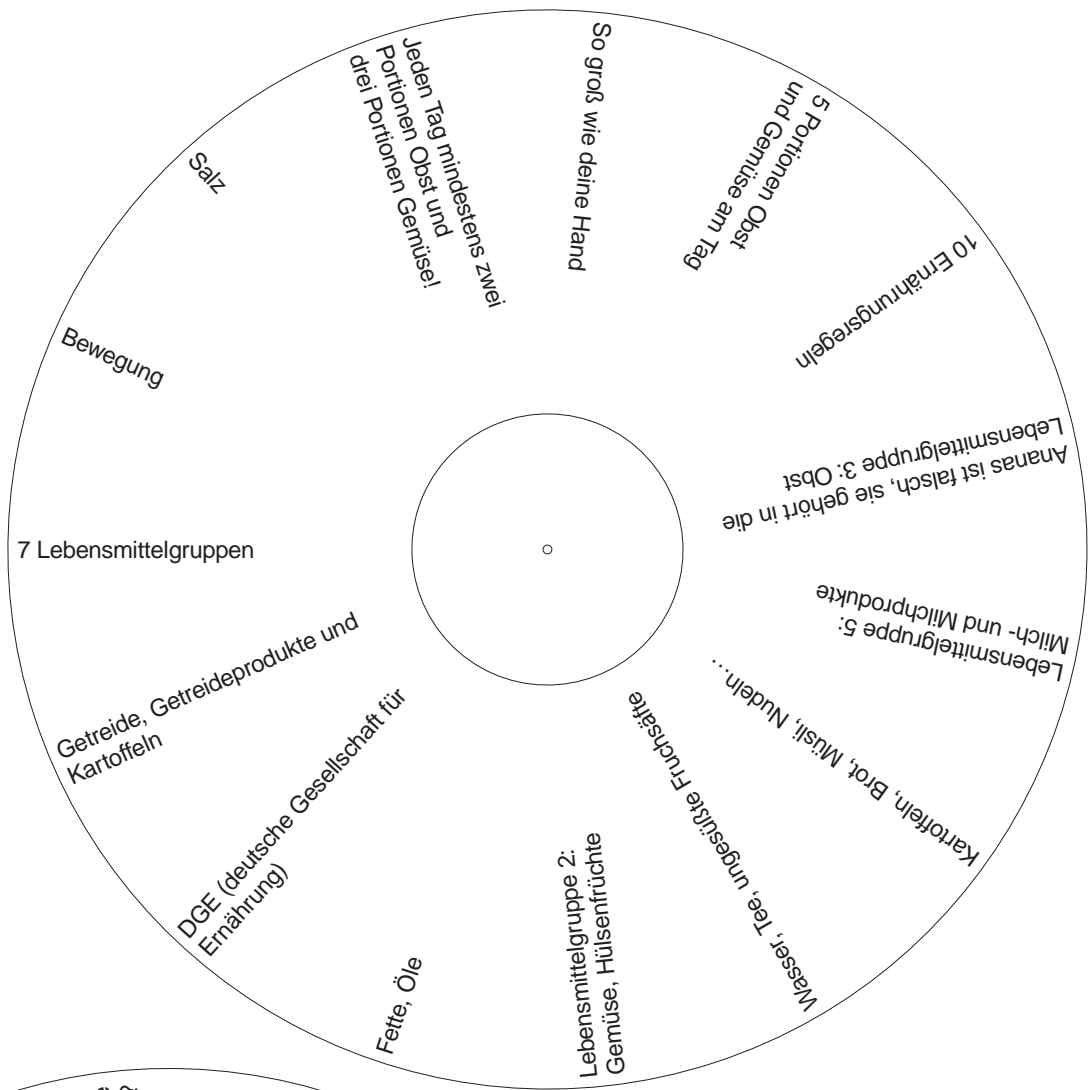 So groß wie deine Hand
5 Portionen Obst
und Gemüse am Tag
10 Ernährungsregeln
Ananas ist falsch, sie gehört in die
Lebensmittelgruppe 3: Obst
Lebensmittelgruppe 5:
Milch- und Milchprodukte
Kartoffeln, Brot, Müsli, Nudeln…
Wasser, Tee, ungesüßte Fruchsäfte
Lebensmittelgruppe 2:
Gemüse, Hülsenfrüchte
Fette, Öle
DGE (deutsche Gesellschaft für
Ernährung)
Getreide, Getreideprodukte und
Kartoffeln
7 Lebensmittelgruppen
Bewegung
Salz
Jeden Tag mindestens zwei
Portionen Obst und
drei Portionen Gemüse!